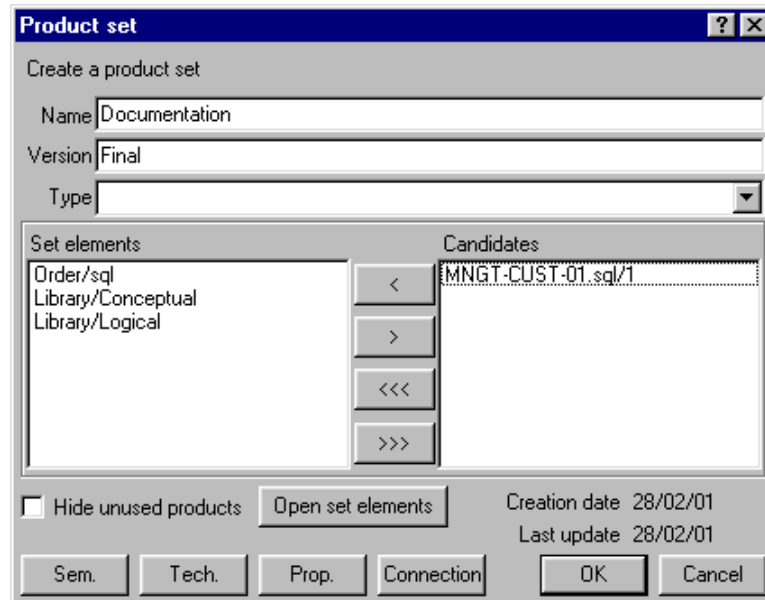 Product set
Create a product set
Name Documentation
Version Final
Type
Set elements
Candidates
Order/sql
Library/Conceptual
Library/Logical
MNGT-CUST-01.sql/1
<
>
<<<
>>>
Hide unused products
Open set elements
Creation date 28/02/01
Last update 28/02/01
Sem.
Tech.
Prop.
Connection
OK
Cancel